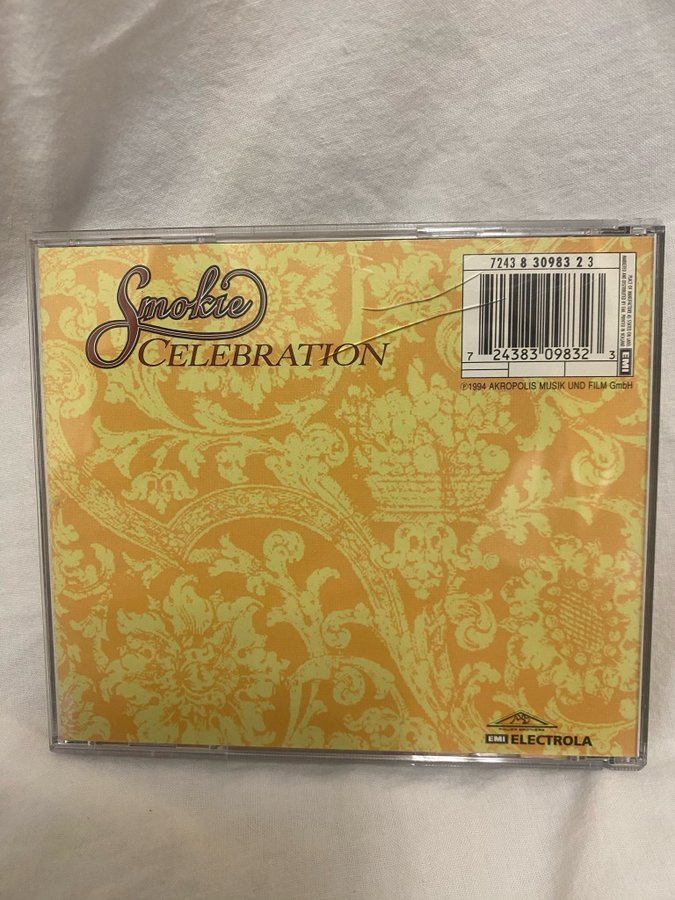 Smokie
CELEBRATION
7243 8 30983 2 3
7 24383 09832 3
EMI
℗1994 AKROPOLIS MUSIK UND FILM GmbH
EMI ELECTROLA